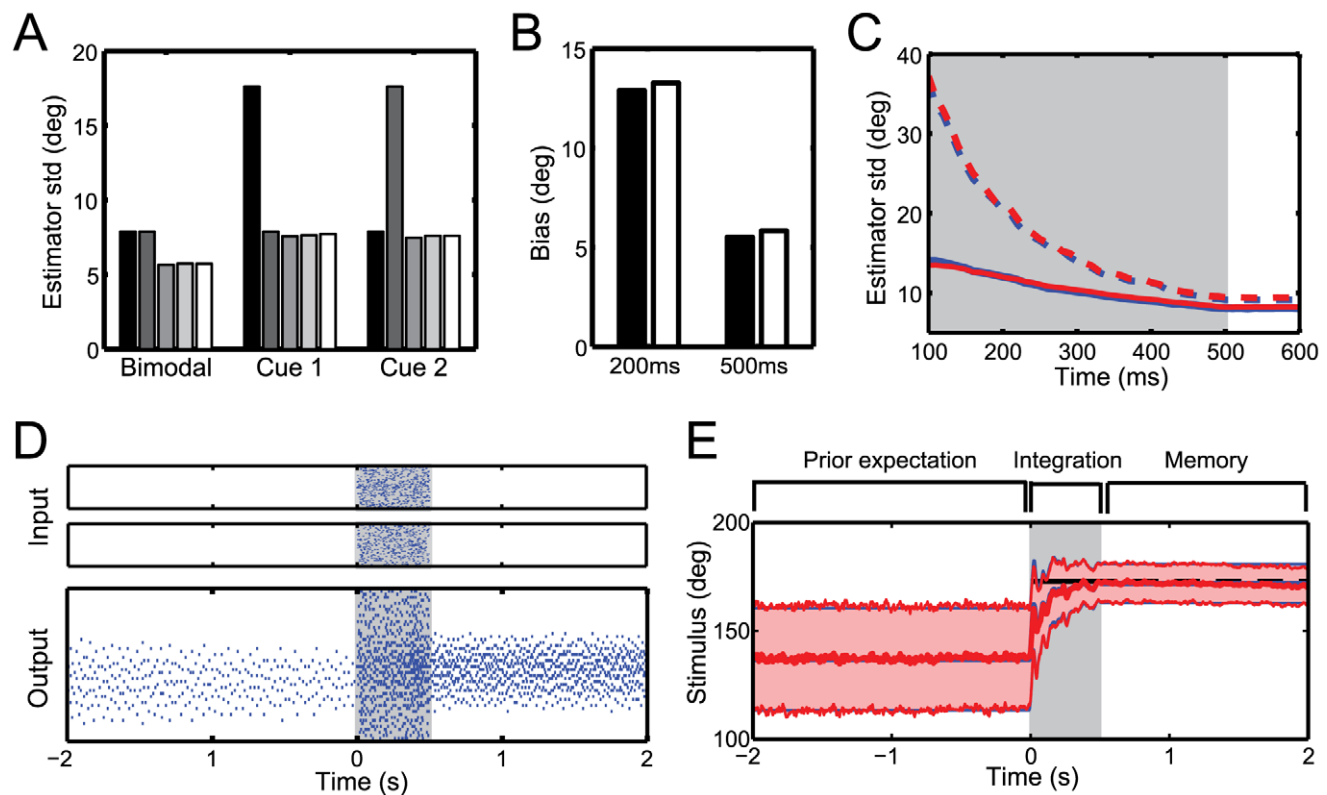 A
Estimator std (deg)
20
15
10
5
0
Bimodal Cue 1 Cue 2
B
Bias (deg)
15
10
5
0
200ms 500ms
C
Estimator std (deg)
40
30
20
10
100 200 300 400 500 600
Time (ms)
D
Input
Output
−2 1 0 1 2
Time (s)
E
Prior expectation Integration Memory
Stimulus (deg)
200
150
100
−2 −1 0 1 2
Time (s)